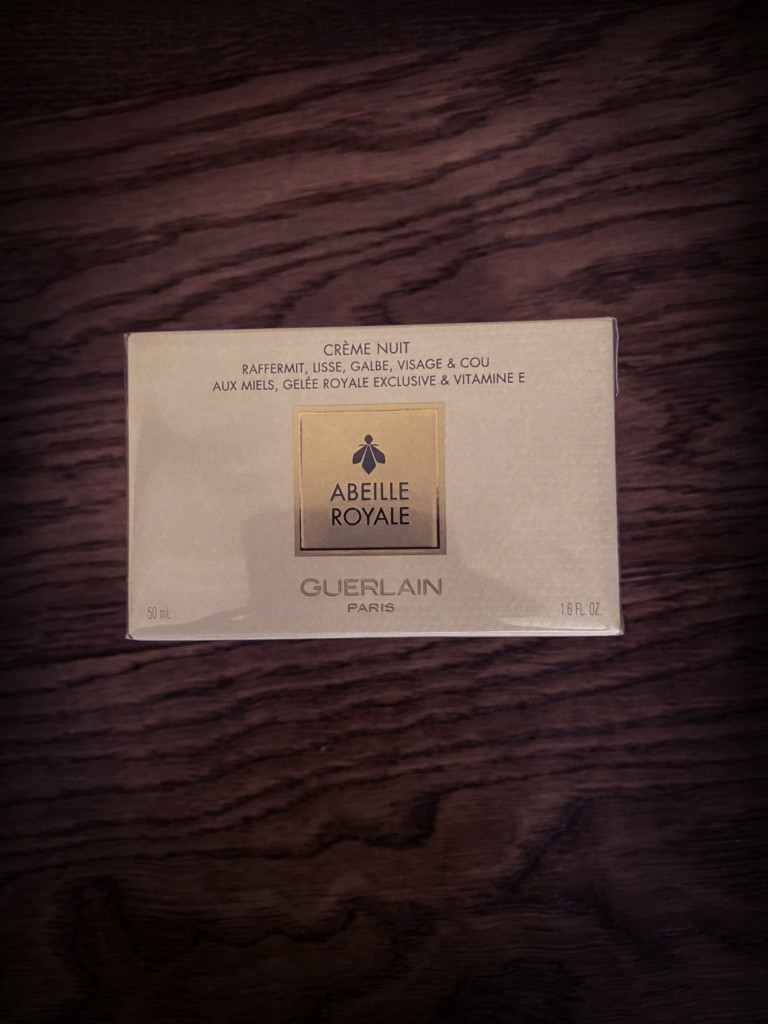 CRÈME NUIT
RAFFERMIT, LISSE, GALBE, VISAGE & COU
AUX MIELS, GELÉE ROYALE EXCLUSIVE & VITAMINE E
ABEILLE
ROYALE
GUERLAIN
PARIS
50 mL 1.6 FL. OZ.